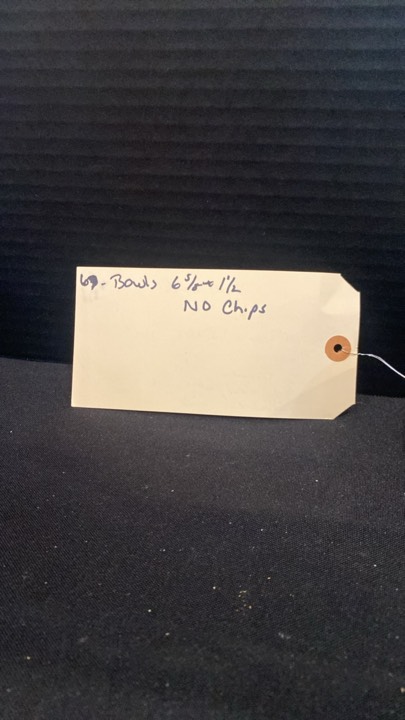 - Bowls 6 5/8 x 1 1/2
NO Chips